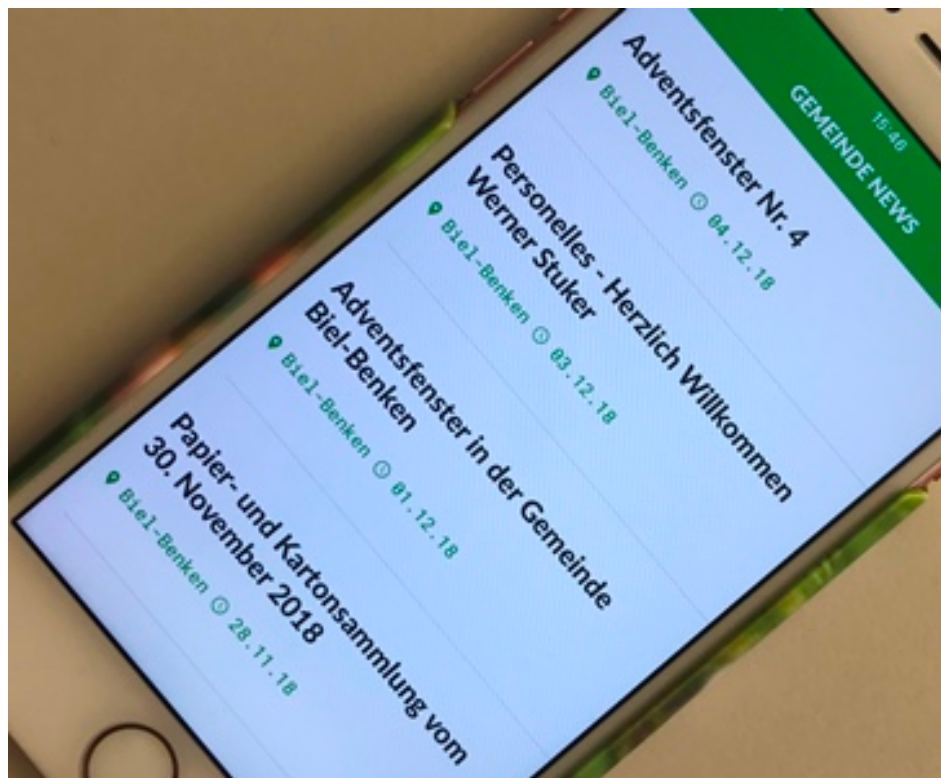 15:46
GEMEINDE NEWS
Adventsfenster Nr. 4
Biel-Benken 04.12.18
Personelles - Herzlich Willkommen
Werner Stuker
Biel-Benken 03.12.18
Adventsfenster in der Gemeinde
Biel-Benken
Biel-Benken 01.12.18
Papier- und Kartonsammlung vom
30. November 2018
Biel-Benken 28.11.18